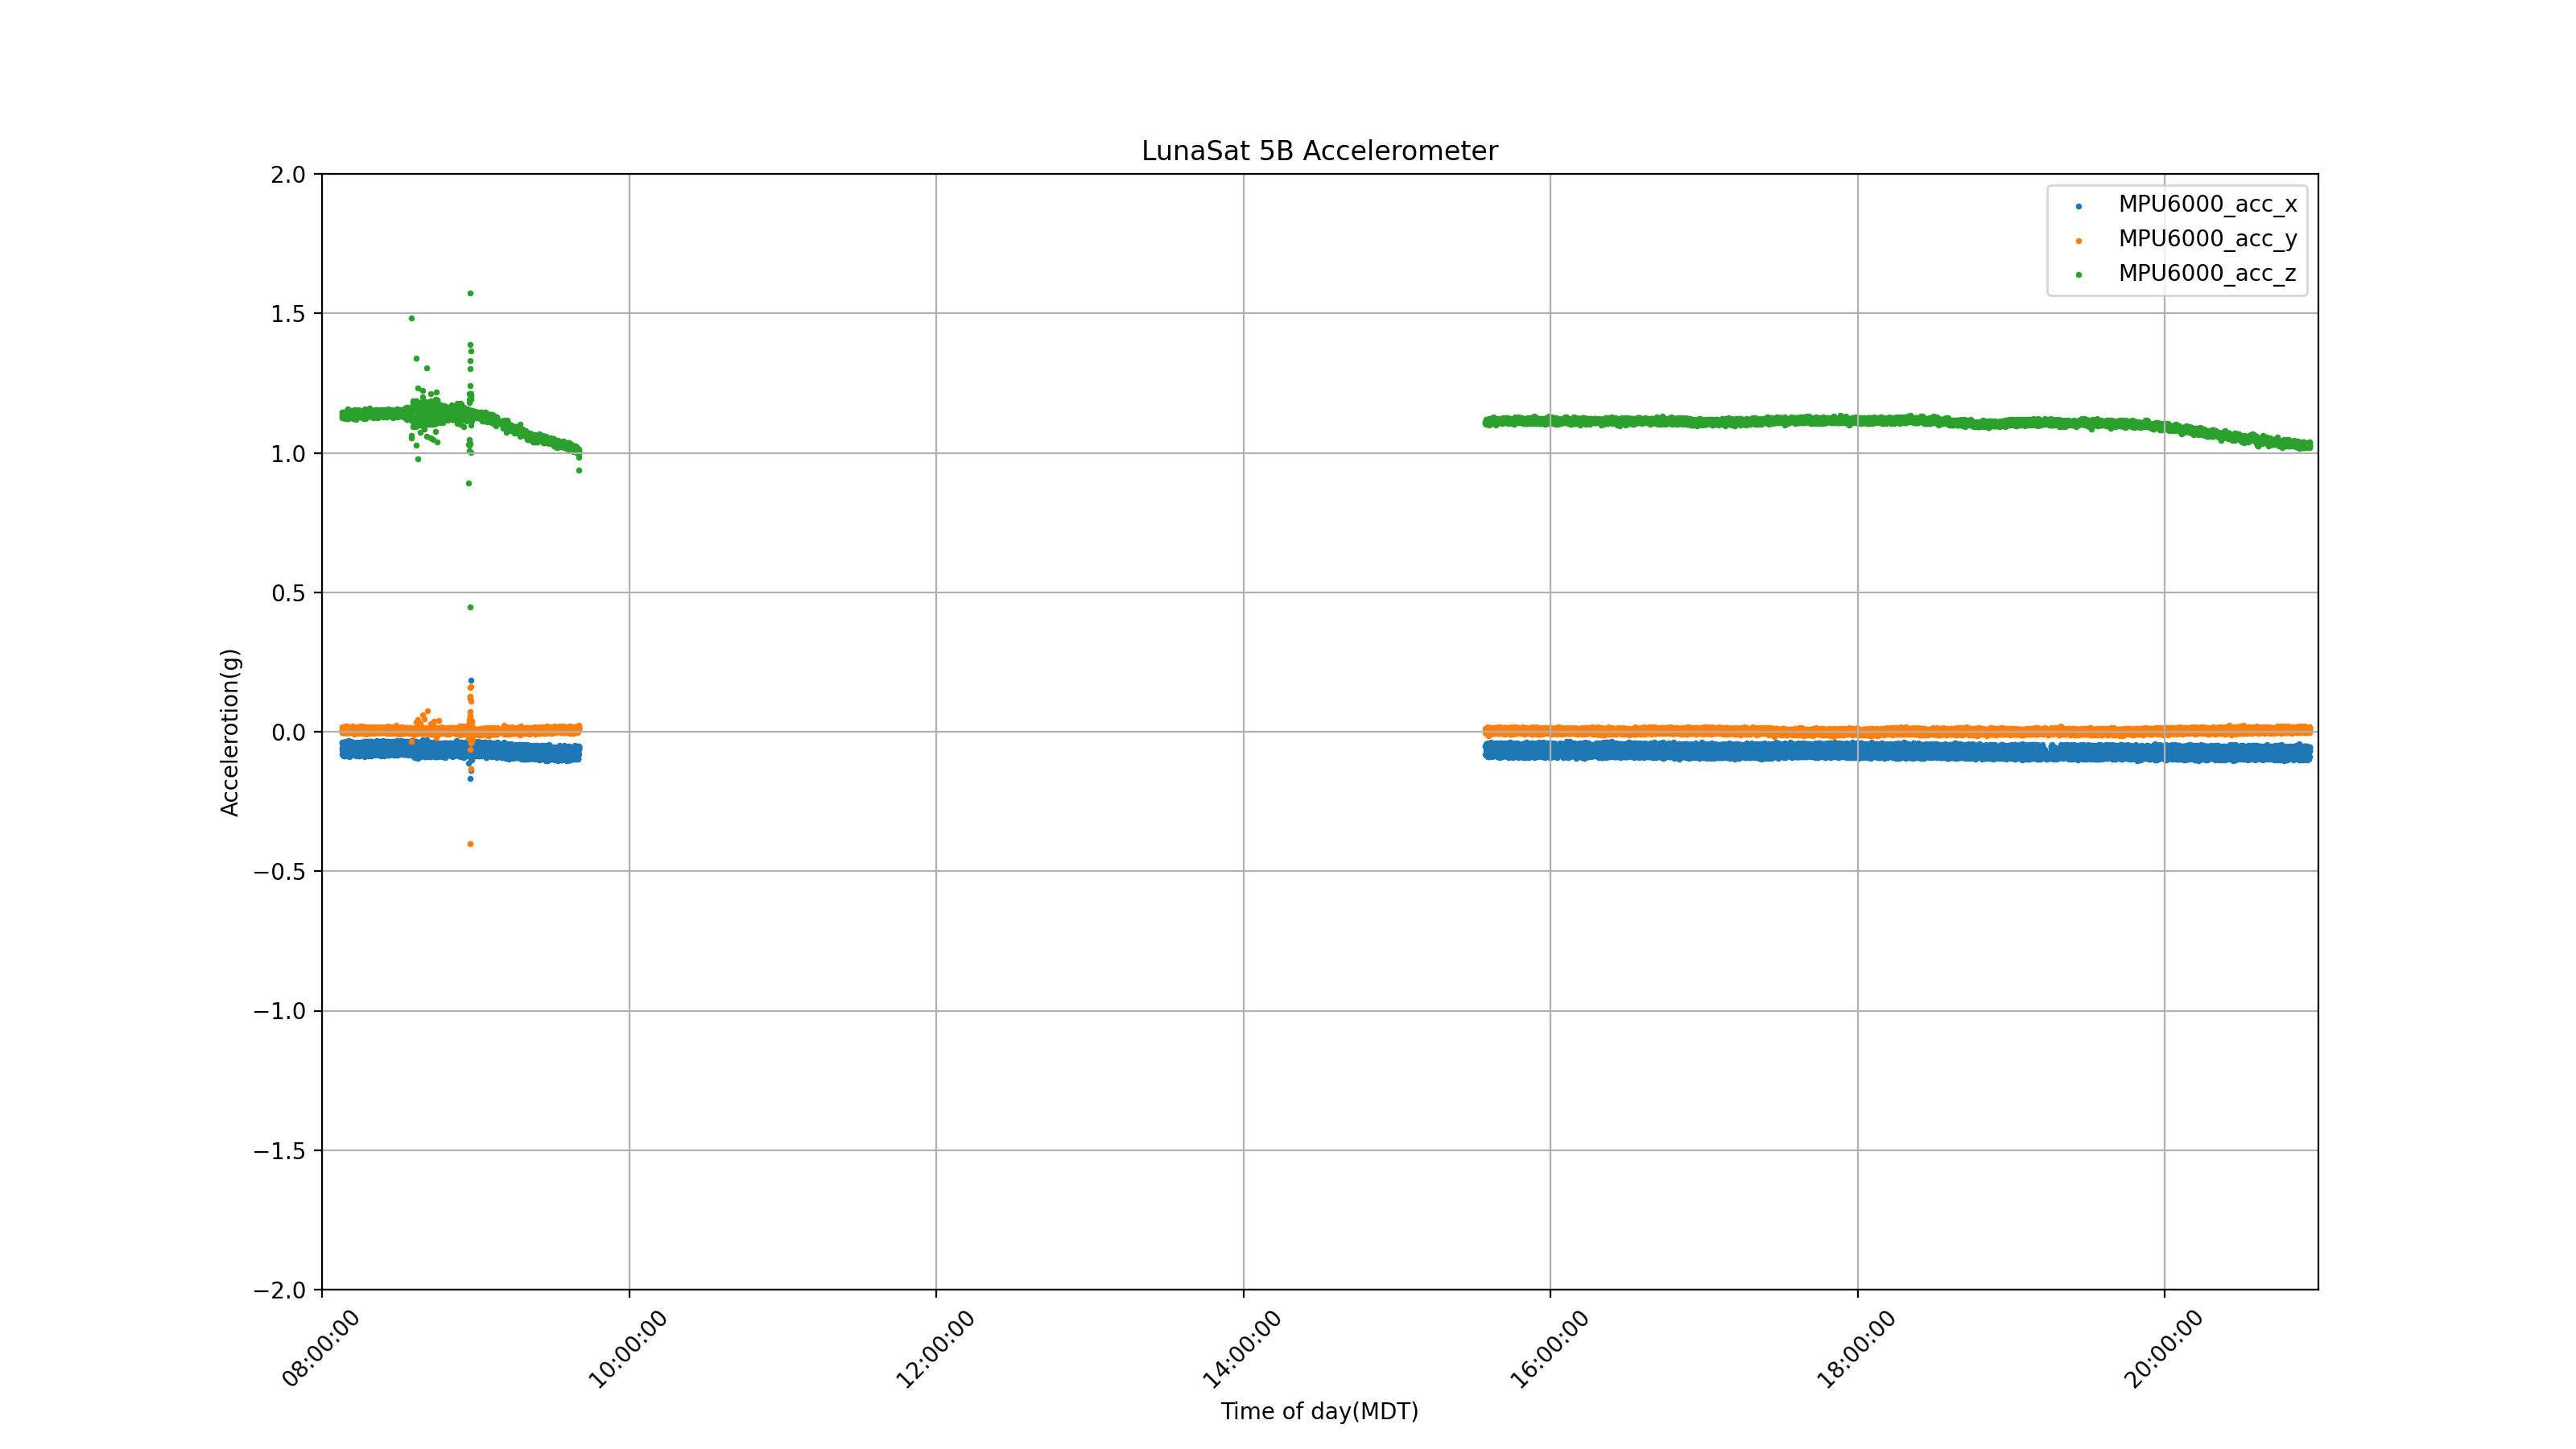 LunaSat 5B Accelerometer
2.0
1.5
1.0
0.5
0.0
−0.5
−1.0
−1.5
−2.0
Accelerotion(g)
MPU6000_acc_x
MPU6000_acc_y
MPU6000_acc_z
08:00:00
10:00:00
12:00:00
14:00:00
16:00:00
18:00:00
20:00:00
Time of day(MDT)